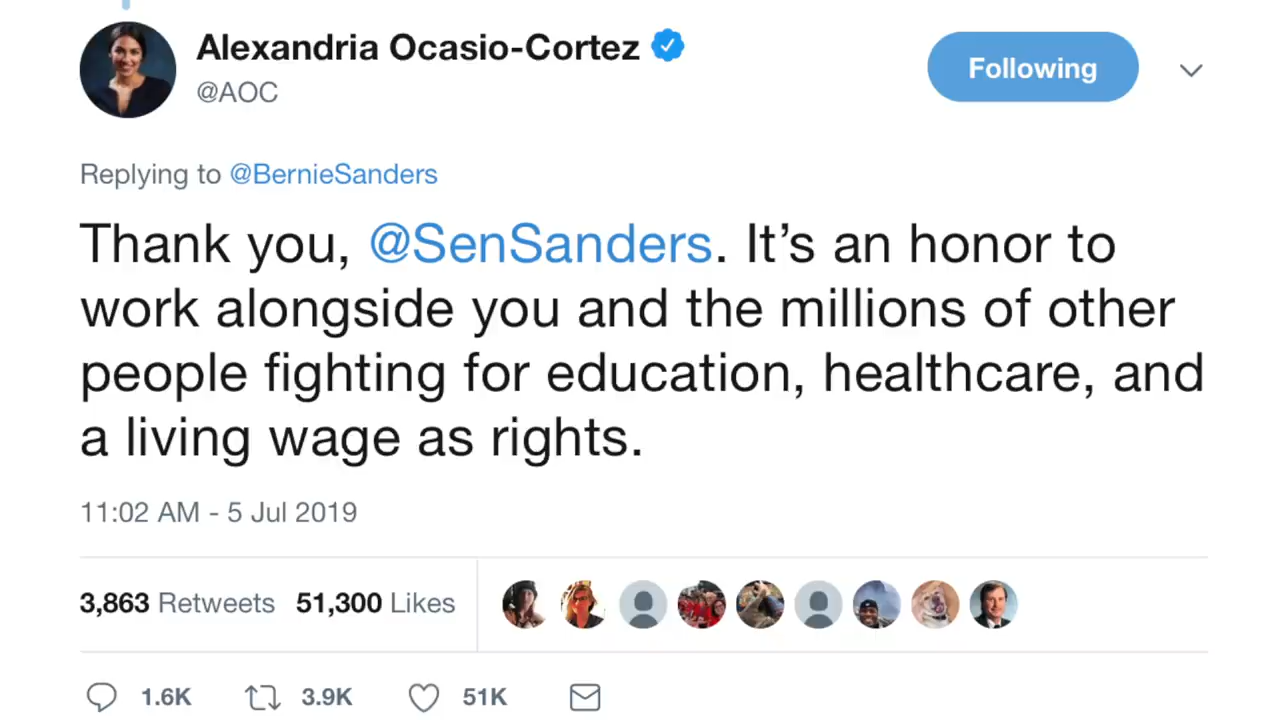 Alexandria Ocasio-Cortez
@AOC
Following
Replying to @BernieSanders
Thank you, @SenSanders. It’s an honor to
work alongside you and the millions of other
people fighting for education, healthcare, and
a living wage as rights.
11:02 AM - 5 Jul 2019
3,863 Retweets 51,300 Likes
1.6K 3.9K 51K